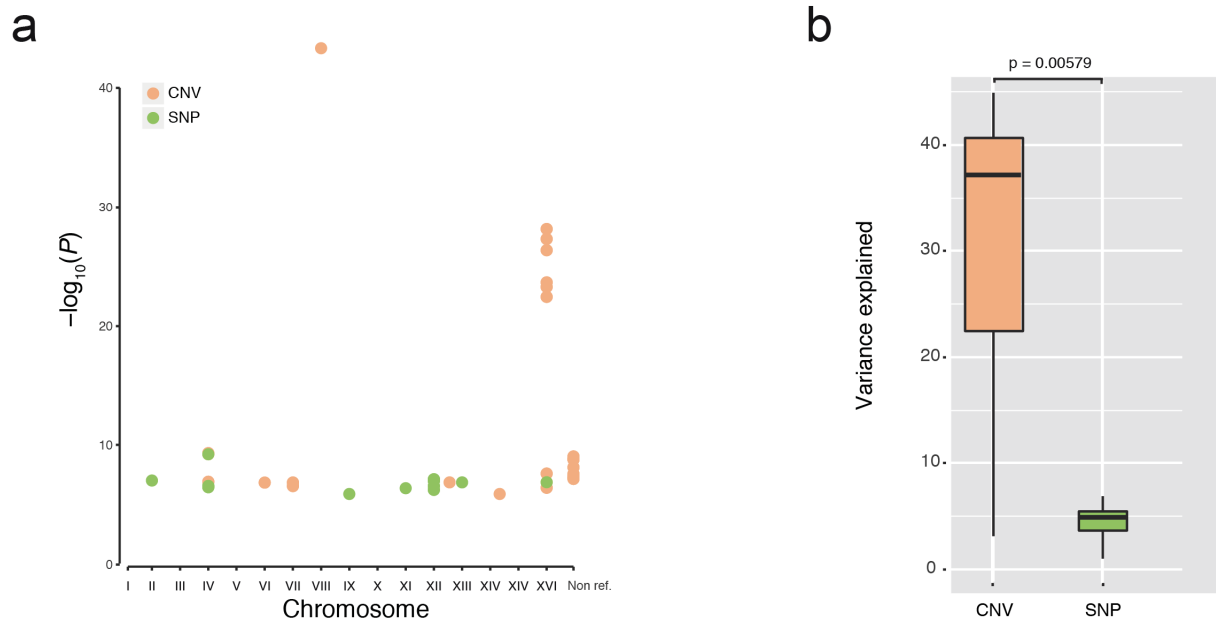 a
40
30
20
10
0
–log10(P)
CNV
SNP
I II III IV V VI VII VIII IX X XI XII XIII XIV XIV XVI Non ref.
Chromosome
b
p = 0.00579
40
30
20
10
0
Variance explained
CNV SNP